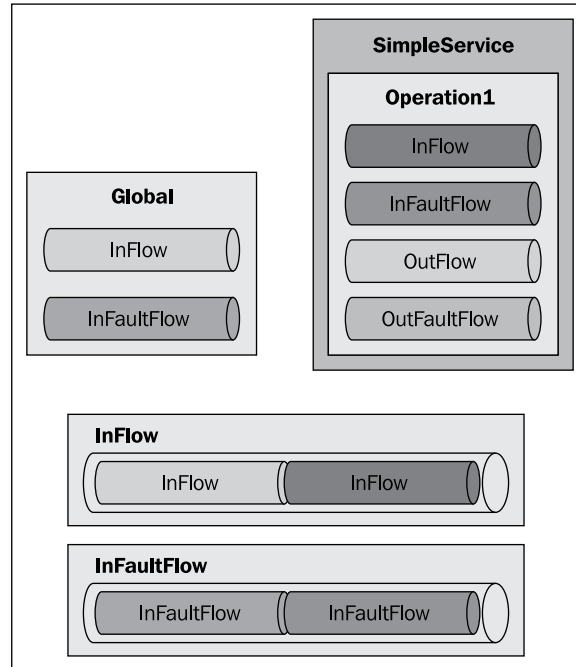 SimpleService
Operation1
InFlow
InFaultFlow
OutFlow
OutFaultFlow
Global
InFlow
InFaultFlow
InFlow
InFlow InFlow
InFaultFlow
InFaultFlow InFaultFlow